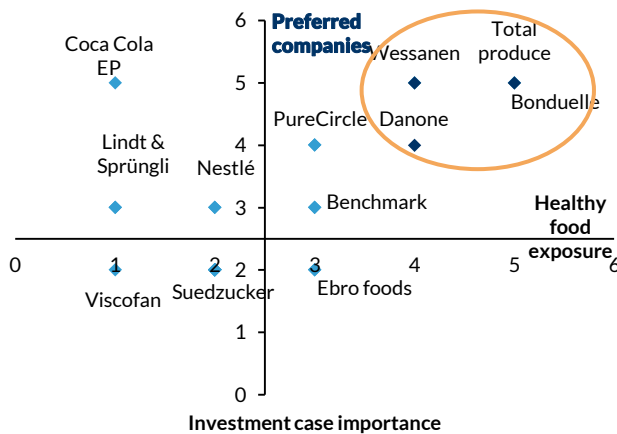 6
Preferred
companies
Coca Cola
EP
Wessanen
Total
produce
5
Bonduelle
PureCircle
Danone
4
Lindt &
Sprüngli
Nestlé
3
Benchmark
Healthy
food
exposure
0
1
2
3
4
5
6
2
Viscofan
Suedzucker
Ebro foods
1
0
Investment case importance